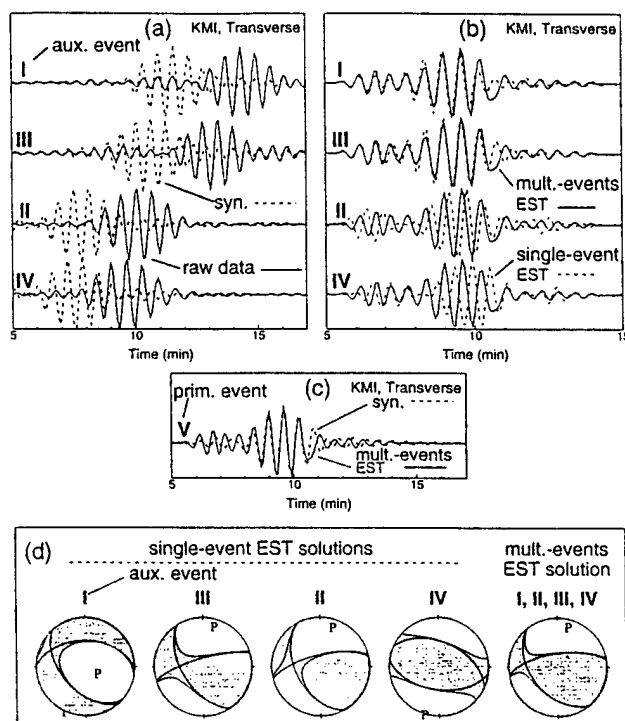 (a)
KMI, Transverse
aux. event
I
III
syn. ------
II
raw data
IV
5 10 15
Time (min)
(b)
KMI, Transverse
I
III
mult.-events
EST
II
single-event
EST ------
IV
5 10 15
Time (min)
prim. event
(c)
KMI, Transverse
syn. ------
V
mult.-events
EST
5 10 15
Time (min)
(d)
single-event EST solutions
mult.-events
EST solution
aux. event
I III II IV I, II, III, IV
P P P P P